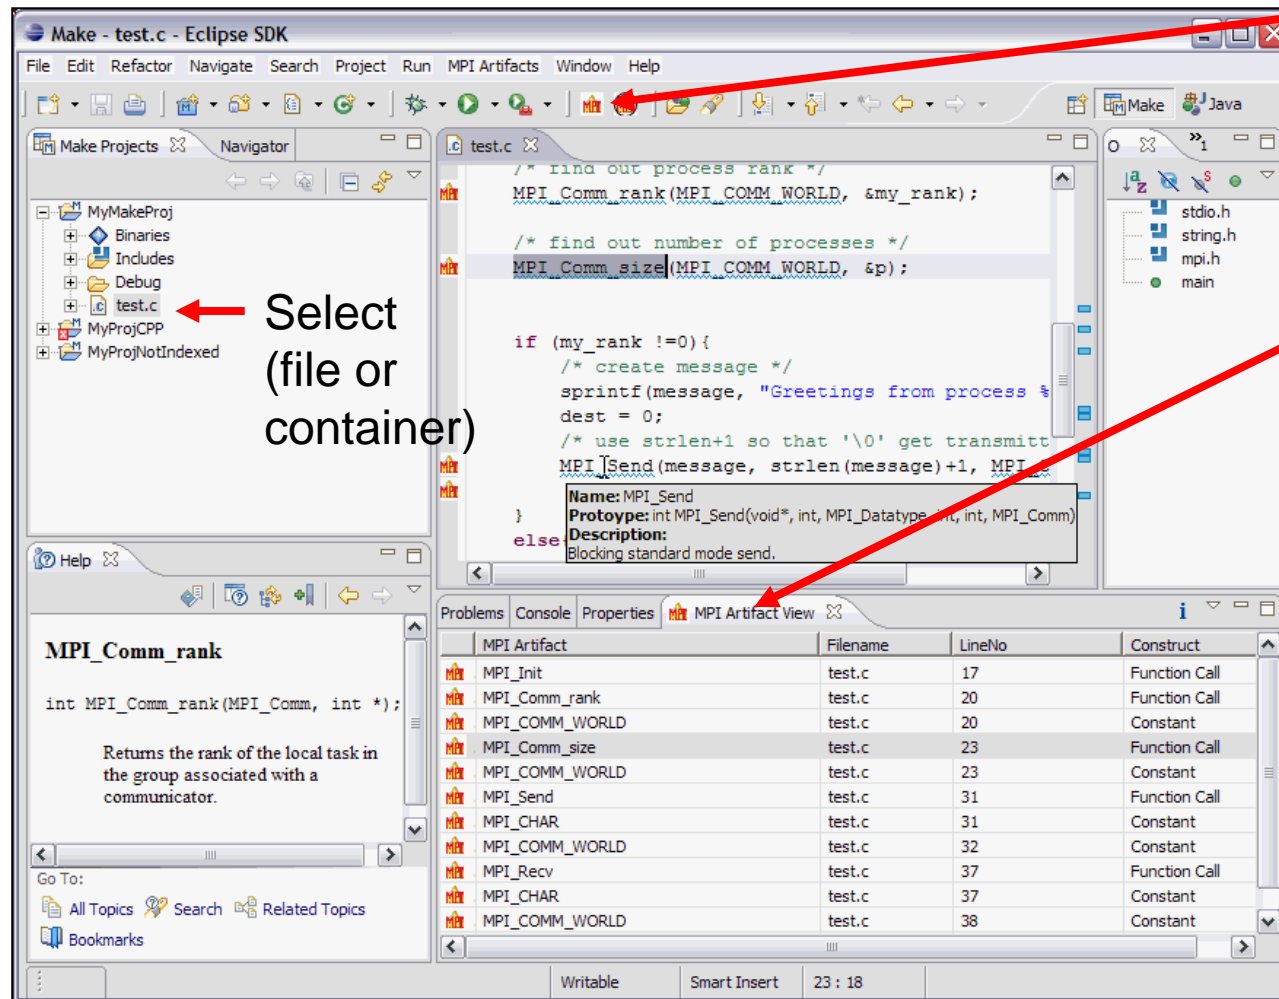 Make - test.c - Eclipse SDK
File Edit Refactor Navigate Search Project Run MPI Artifacts Window Help
Make Java
Make Projects Navigator
MyMakeProj
Binaries
Includes
Debug
test.c
MyProjCPP
MyProjNotIndexed
Select
(file or
container)
test.c
/* find out process rank */
MPI_Comm_rank(MPI_COMM_WORLD, &my_rank);
/* find out number of processes */
MPI_Comm_size(MPI_COMM_WORLD, &p);
if (my_rank !=0){
/* create message */
sprintf(message, "Greetings from process %
dest = 0;
/* use strlen+1 so that '\0' get transmitt
MPI_Send(message, strlen(message)+1, MPI_C
}
else
Name: MPI_Send
Protoype: int MPI_Send(void*, int, MPI_Datatype, int, int, MPI_Comm)
Description:
Blocking standard mode send.
O »1
stdio.h
string.h
mpi.h
main
Help
MPI_Comm_rank
int MPI_Comm_rank(MPI_Comm, int *);
Returns the rank of the local task in
the group associated with a
communicator.
Go To:
All Topics Search Related Topics
Bookmarks
Problems Console Properties MPI Artifact View
MPI Artifact Filename LineNo Construct
MPI_Init test.c 17 Function Call
MPI_Comm_rank test.c 20 Function Call
MPI_COMM_WORLD test.c 20 Constant
MPI_Comm_size test.c 23 Function Call
MPI_COMM_WORLD test.c 23 Constant
MPI_Send test.c 31 Function Call
MPI_CHAR test.c 31 Constant
MPI_COMM_WORLD test.c 32 Constant
MPI_Recv test.c 37 Function Call
MPI_CHAR test.c 37 Constant
MPI_COMM_WORLD test.c 38 Constant
Writable Smart Insert 23 : 18